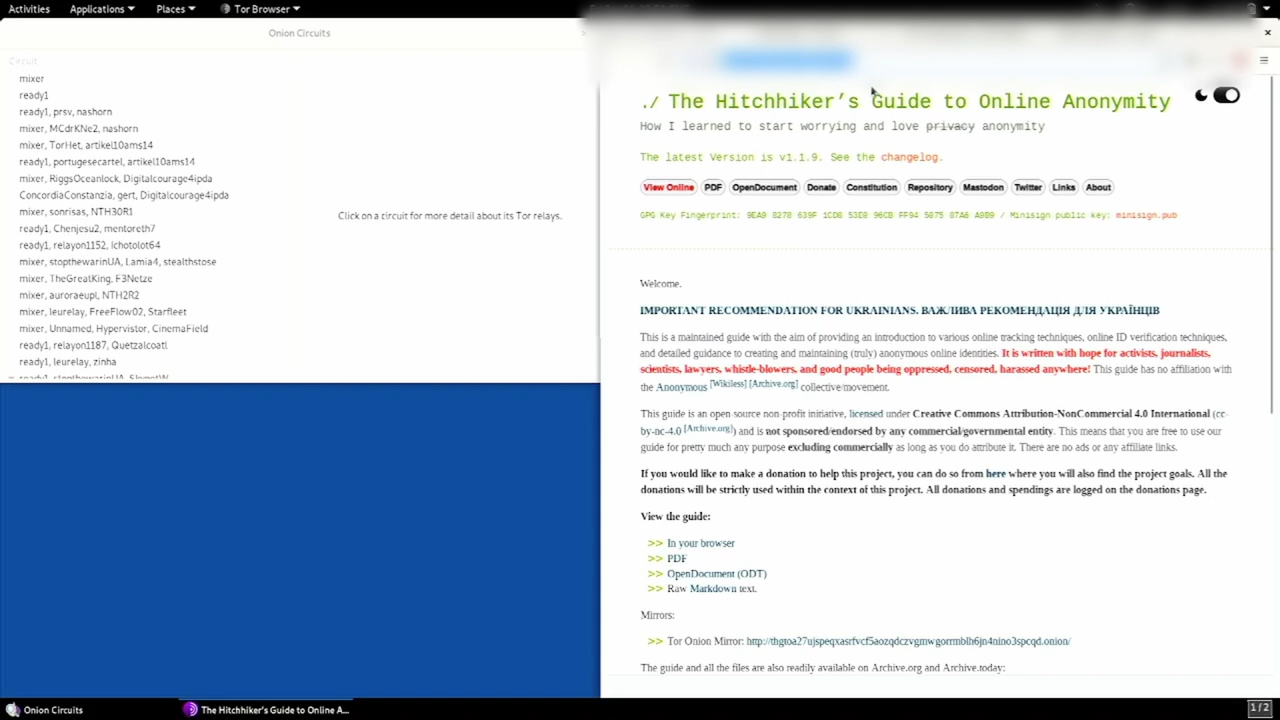 Activities Applications Places Tor Browser
Onion Circuits
Circuit
mixer
ready1
ready1, prsv, nashorn
mixer, MCdrKNe2, nashorn
mixer, TorHet, artikel10ams14
ready1, portugesecartel, artikel10ams14
mixer, RiggsOceanlock, Digitalcourage4ipda
ConcordiaConstanzia, gert, Digitalcourage4ipda
mixer, sonrisas, NTH30R1
ready1, Chenjesu2, mentoreth7
ready1, relayon1152, lchotolot64
mixer, stopthewarinUA, Lamia4, stealthstose
mixer, TheGreatKing, F3Netze
mixer, auroraeupl, NTH2R2
mixer, leurelay, FreeFlow02, Starfleet
mixer, Unnamed, Hypervistor, CinemaField
ready1, relayon1187, Quetzalcoatl
ready1, leurelay, zinha
Click on a circuit for more detail about its Tor relays.
./ The Hitchhiker’s Guide to Online Anonymity
How I learned to start worrying and love privacy anonymity
The latest Version is v1.1.9. See the changelog.
View Online PDF OpenDocument Donate Constitution Repository Mastodon Twitter Links About
GPG Key Fingerprint: / Minisign public key: minisign.pub
Welcome.
IMPORTANT RECOMMENDATION FOR UKRAINIANS. ВАЖЛИВА РЕКОМЕНДАЦІЯ ДЛЯ УКРАЇНЦІВ
This is a maintained guide with the aim of providing an introduction to various online tracking techniques, online ID verification techniques,
and detailed guidance to creating and maintaining (truly) anonymous online identities. It is written with hope for activists, journalists,
scientists, lawyers, whistle-blowers, and good people being oppressed, censored, harassed anywhere! This guide has no affiliation with
the Anonymous [Wikiless] [Archive.org] collective/movement.
This guide is an open source non-profit initiative, licensed under Creative Commons Attribution-NonCommercial 4.0 International (cc-
by-nc-4.0 [Archive.org]) and is not sponsored/endorsed by any commercial/governmental entity. This means that you are free to use our
guide for pretty much any purpose excluding commercially as long as you do attribute it. There are no ads or any affiliate links.
If you would like to make a donation to help this project, you can do so from here where you will also find the project goals. All the
donations will be strictly used within the context of this project. All donations and spendings are logged on the donations page.
View the guide:
>> In your browser
>> PDF
>> OpenDocument (ODT)
>> Raw Markdown text.
Mirrors:
>> Tor Onion Mirror: http://thgtoa27ujspeqxasrfvcf5aozqdczvgmwgorrmblh6jn4nino3spcqd.onion/
The guide and all the files are also readily available on Archive.org and Archive.today:
Onion Circuits The Hitchhiker's Guide to Online A... 1 / 2